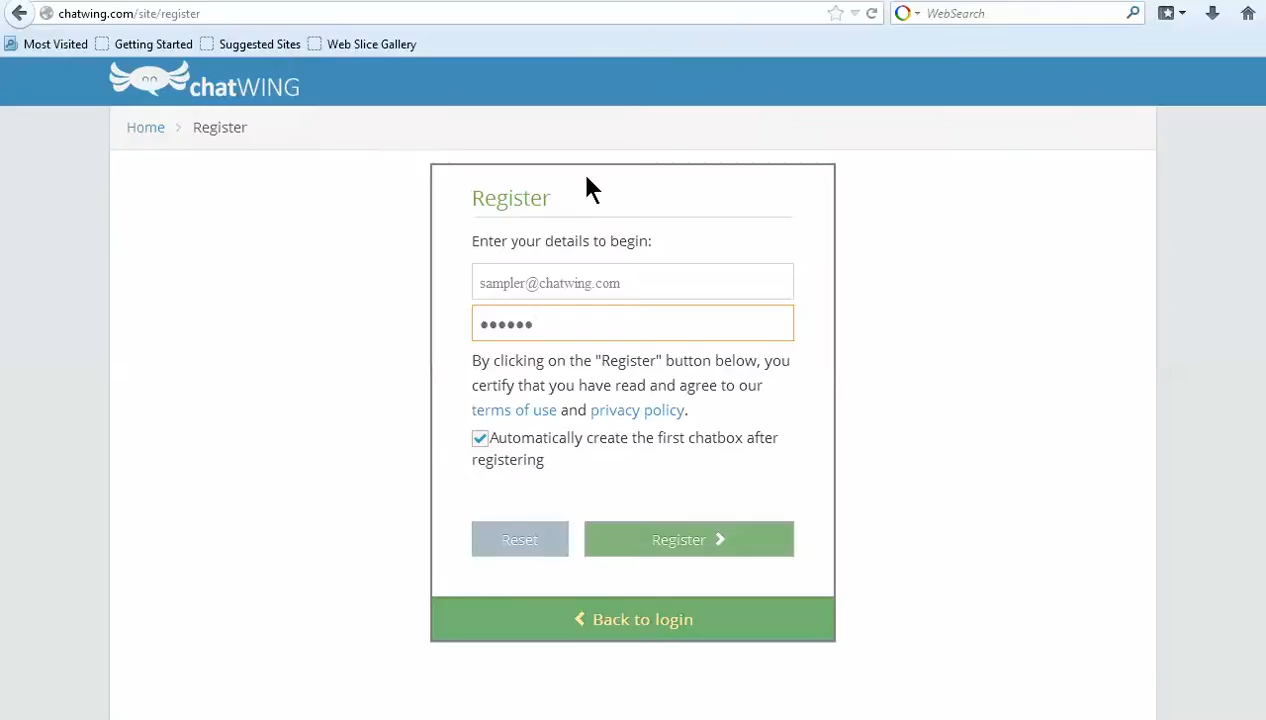 chatwing.com/site/register
WebSearch
Most Visited Getting Started Suggested Sites Web Slice Gallery
chatWING
Home > Register
Register
Enter your details to begin:
sampler@chatwing.com
••••••
By clicking on the "Register" button below, you
certify that you have read and agree to our
terms of use and privacy policy.
Automatically create the first chatbox after
registering
Reset Register
Back to login